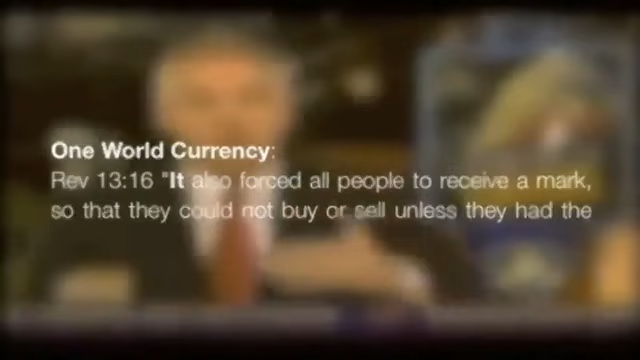 One World Currency:
Rev 13:16 "It also forced all people to receive a mark,
so that they could not buy or sell unless they had the